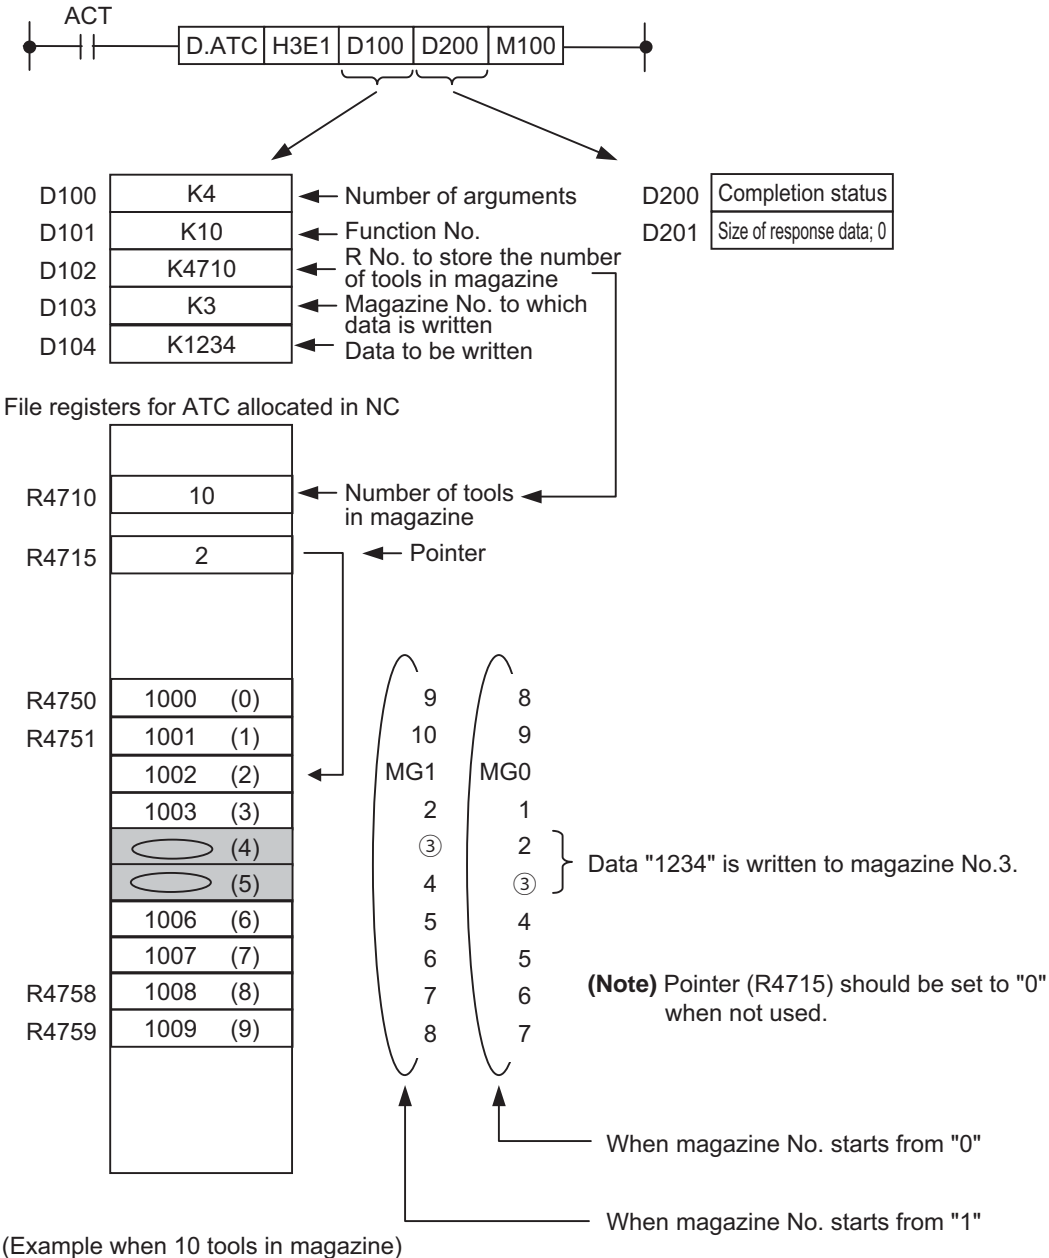 ACT
D.ATC H3E1 D100 D200 M100
D100 K4 Number of arguments
D101 K10 Function No.
D102 K4710 R No. to store the number
of tools in magazine
D103 K3 Magazine No. to which
data is written
D104 K1234 Data to be written
D200 Completion status
D201 Size of response data; 0
File registers for ATC allocated in NC
R4710 10 Number of tools
in magazine
R4715 2 Pointer
R4750 1000 (0) 9 8
R4751 1001 (1) 10 9
1002 (2) MG1 MG0
1003 (3) 2 1
(4) ③ 2
(5) 4 ③
Data "1234" is written to magazine No.3.
1006 (6) 5 4
1007 (7) 6 5
R4758 1008 (8) 7 6
R4759 1009 (9) 8 7
(Note) Pointer (R4715) should be set to "0"
when not used.
When magazine No. starts from "0"
When magazine No. starts from "1"
(Example when 10 tools in magazine)